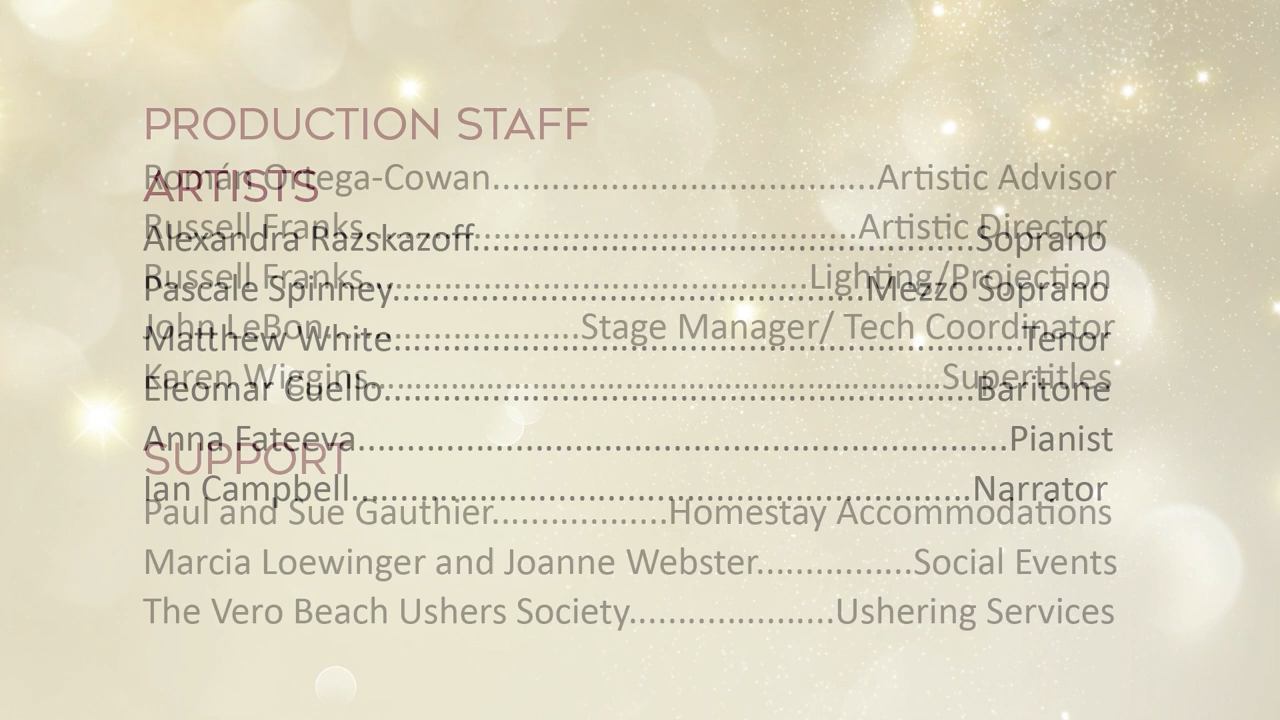 PRODUCTION STAFF
Román Ortega-Cowan................................Artistic Advisor
ARTISTS
Russell Franks..........................................Artistic Director
Alexandra Razskazoff..........................................Soprano
Russell Franks.....................................Lighting/Projection
Pascale Spinney........................................Mezzo Soprano
John LeBon......................Stage Manager/ Tech Coordinator
Matthew White.....................................................Tenor
Karen Wiggins................................................Supertitles
Eleomar Cuello..................................................Baritone
Anna Fateeva.......................................................Pianist
SUPPORT
Ian Campbell....................................................Narrator
Paul and Sue Gauthier..................Homestay Accommodations
Marcia Loewinger and Joanne Webster................Social Events
The Vero Beach Ushers Society.....................Ushering Services